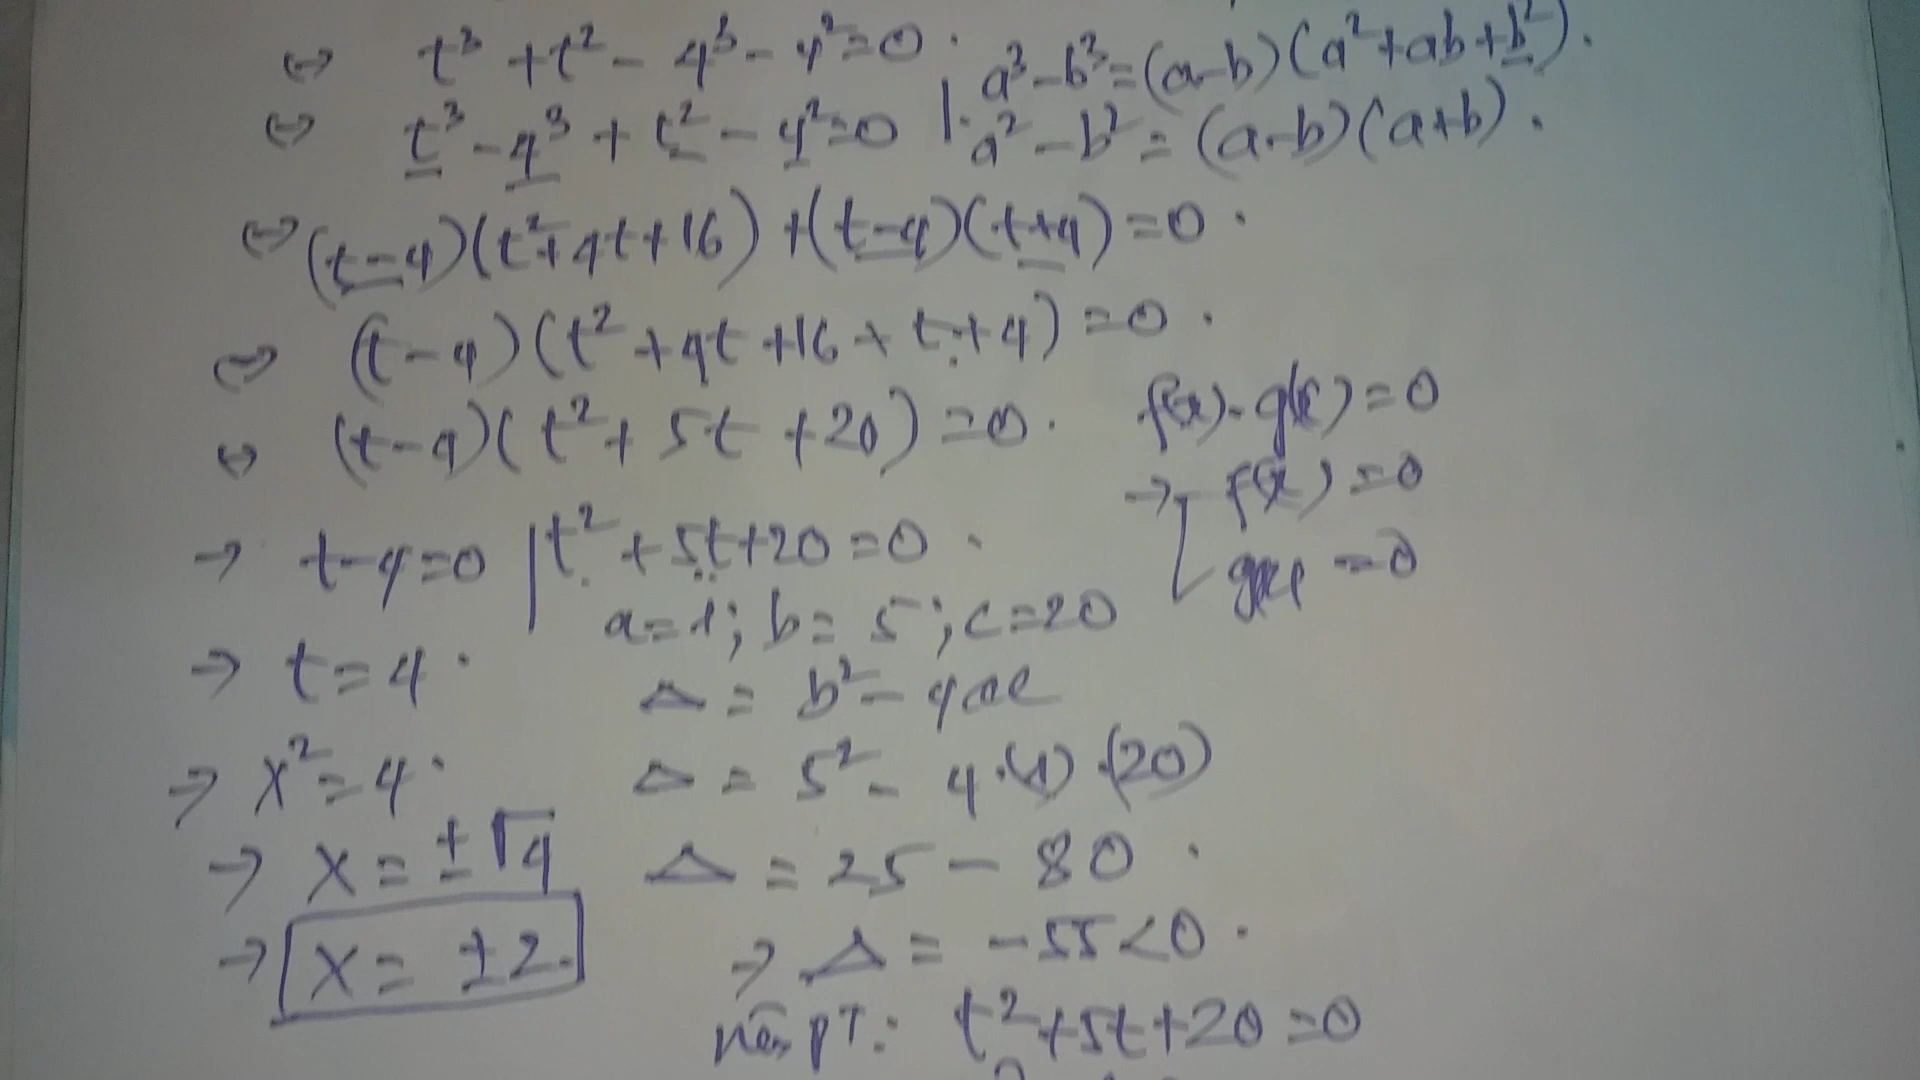 ⇔ t³ + t² - 4³ - 4² = 0. a³ - b³ = (a-b)(a² + ab + b²).
⇔ t³ - 4³ + t² - 4² = 0 | a² - b² = (a-b)(a+b).
⇔ (t-4)(t² + 4t + 16) + (t-4)(t+4) = 0.
⇔ (t-4)(t² + 4t + 16 + t + 4) = 0.
⇔ (t-4)(t² + 5t + 20) = 0. f(x).g(x) = 0
→ f(x) = 0
→ t-4=0 | t² + 5t + 20 = 0. g(x) = 0
a=1; b=5; c=20
→ t=4. Δ = b² - 4ac
→ x² = 4. Δ = 5² - 4.(1).(20)
→ x = ±√4 Δ = 25 - 80.
→ x = ±2. → Δ = -55 < 0.
nên PT: t² + 5t + 20 = 0